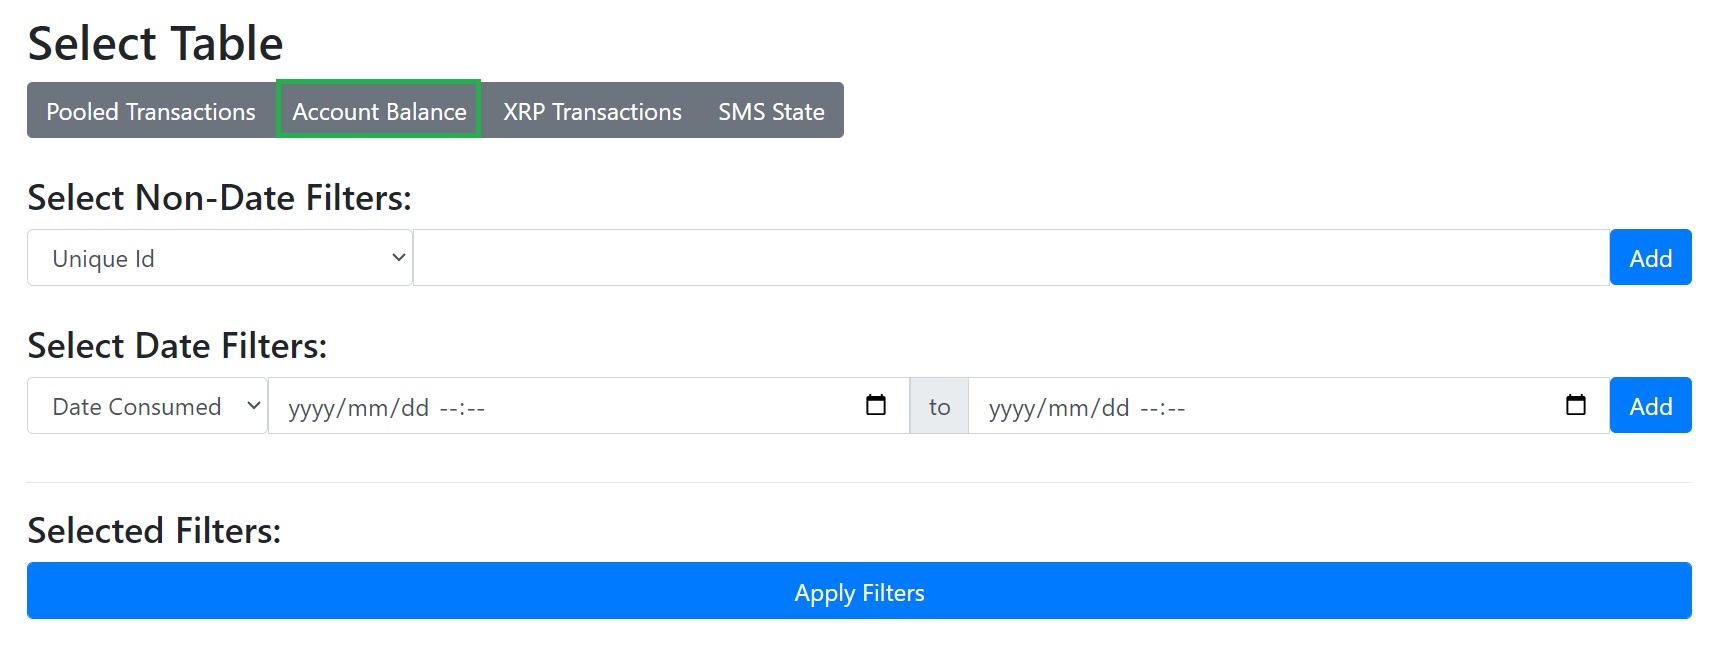 Select Table
Pooled Transactions Account Balance XRP Transactions SMS State
Select Non-Date Filters:
Unique Id Add
Select Date Filters:
Date Consumed yyyy/mm/dd --:-- to yyyy/mm/dd --:-- Add
Selected Filters:
Apply Filters